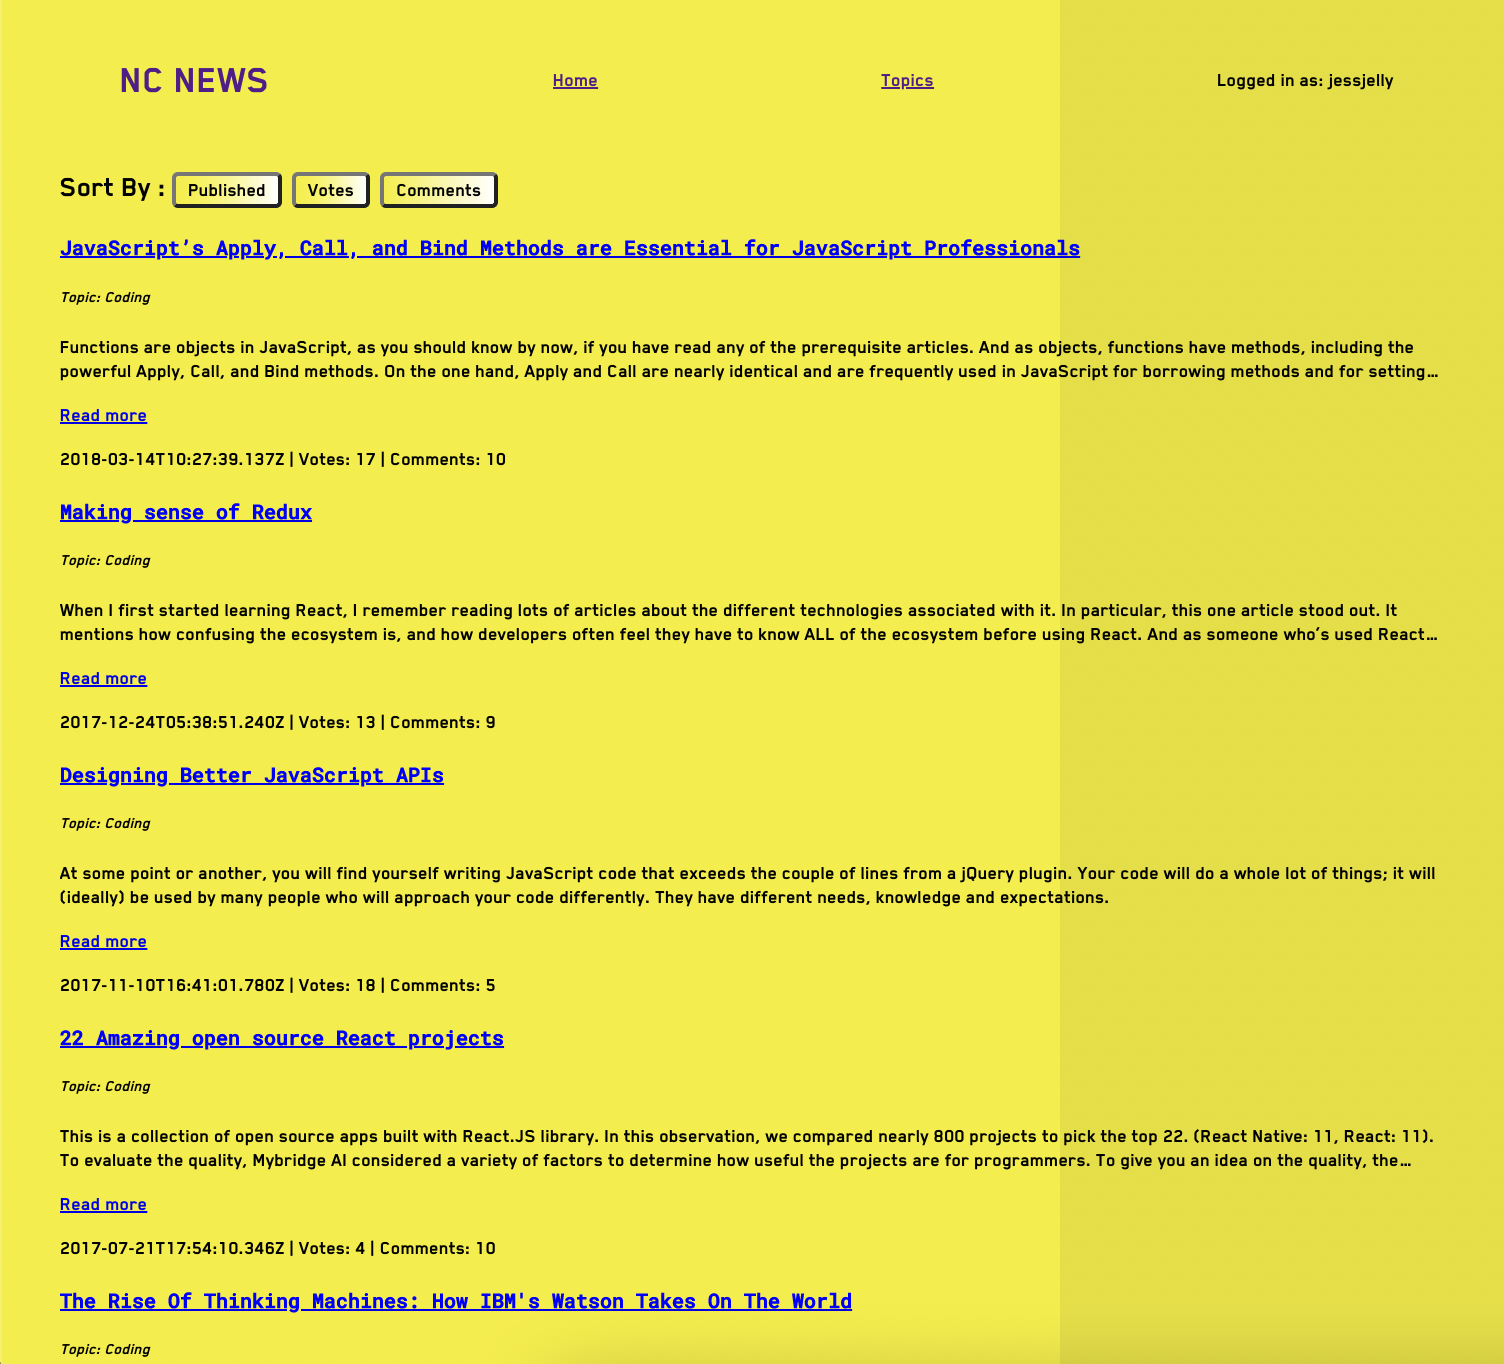 NC NEWS Home Topics Logged in as: jessjelly
Sort By : Published Votes Comments
JavaScript’s Apply, Call, and Bind Methods are Essential for JavaScript Professionals
Topic: Coding
Functions are objects in JavaScript, as you should know by now, if you have read any of the prerequisite articles. And as objects, functions have methods, including the
powerful Apply, Call, and Bind methods. On the one hand, Apply and Call are nearly identical and are frequently used in JavaScript for borrowing methods and for setting…
Read more
2018-03-14T10:27:39.137Z | Votes: 17 | Comments: 10
Making sense of Redux
Topic: Coding
When I first started learning React, I remember reading lots of articles about the different technologies associated with it. In particular, this one article stood out. It
mentions how confusing the ecosystem is, and how developers often feel they have to know ALL of the ecosystem before using React. And as someone who’s used React…
Read more
2017-12-24T05:38:51.240Z | Votes: 13 | Comments: 9
Designing Better JavaScript APIs
Topic: Coding
At some point or another, you will find yourself writing JavaScript code that exceeds the couple of lines from a jQuery plugin. Your code will do a whole lot of things; it will
(ideally) be used by many people who will approach your code differently. They have different needs, knowledge and expectations.
Read more
2017-11-10T16:41:01.780Z | Votes: 18 | Comments: 5
22 Amazing open source React projects
Topic: Coding
This is a collection of open source apps built with React.JS library. In this observation, we compared nearly 800 projects to pick the top 22. (React Native: 11, React: 11).
To evaluate the quality, Mybridge AI considered a variety of factors to determine how useful the projects are for programmers. To give you an idea on the quality, the…
Read more
2017-07-21T17:54:10.346Z | Votes: 4 | Comments: 10
The Rise Of Thinking Machines: How IBM's Watson Takes On The World
Topic: Coding